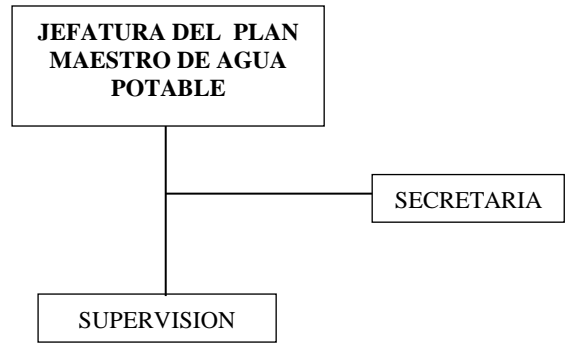 JEFATURA DEL PLAN
MAESTRO DE AGUA
POTABLE
SECRETARIA
SUPERVISION